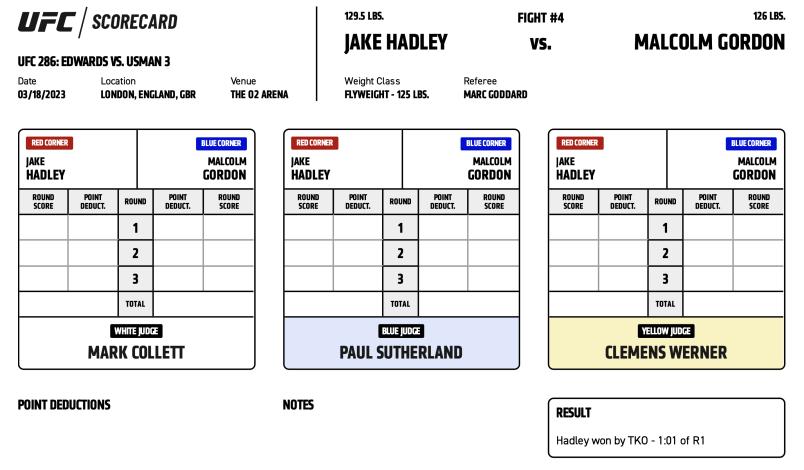 UFC / SCORECARD
UFC 286: EDWARDS VS. USMAN 3
Date Location Venue
03/18/2023 LONDON, ENGLAND, GBR THE O2 ARENA
129.5 LBS. FIGHT #4 126 LBS.
JAKE HADLEY VS. MALCOLM GORDON
Weight Class Referee
FLYWEIGHT - 125 LBS. MARC GODDARD
RED CORNER BLUE CORNER
JAKE MALCOLM
HADLEY GORDON
ROUND POINT ROUND POINT ROUND
SCORE DEDUCT. DEDUCT. SCORE
1
2
3
TOTAL
WHITE JUDGE
MARK COLLETT
RED CORNER BLUE CORNER
JAKE MALCOLM
HADLEY GORDON
ROUND POINT ROUND POINT ROUND
SCORE DEDUCT. DEDUCT. SCORE
1
2
3
TOTAL
BLUE JUDGE
PAUL SUTHERLAND
RED CORNER BLUE CORNER
JAKE MALCOLM
HADLEY GORDON
ROUND POINT ROUND POINT ROUND
SCORE DEDUCT. DEDUCT. SCORE
1
2
3
TOTAL
YELLOW JUDGE
CLEMENS WERNER
POINT DEDUCTIONS
NOTES
RESULT
Hadley won by TKO - 1:01 of R1